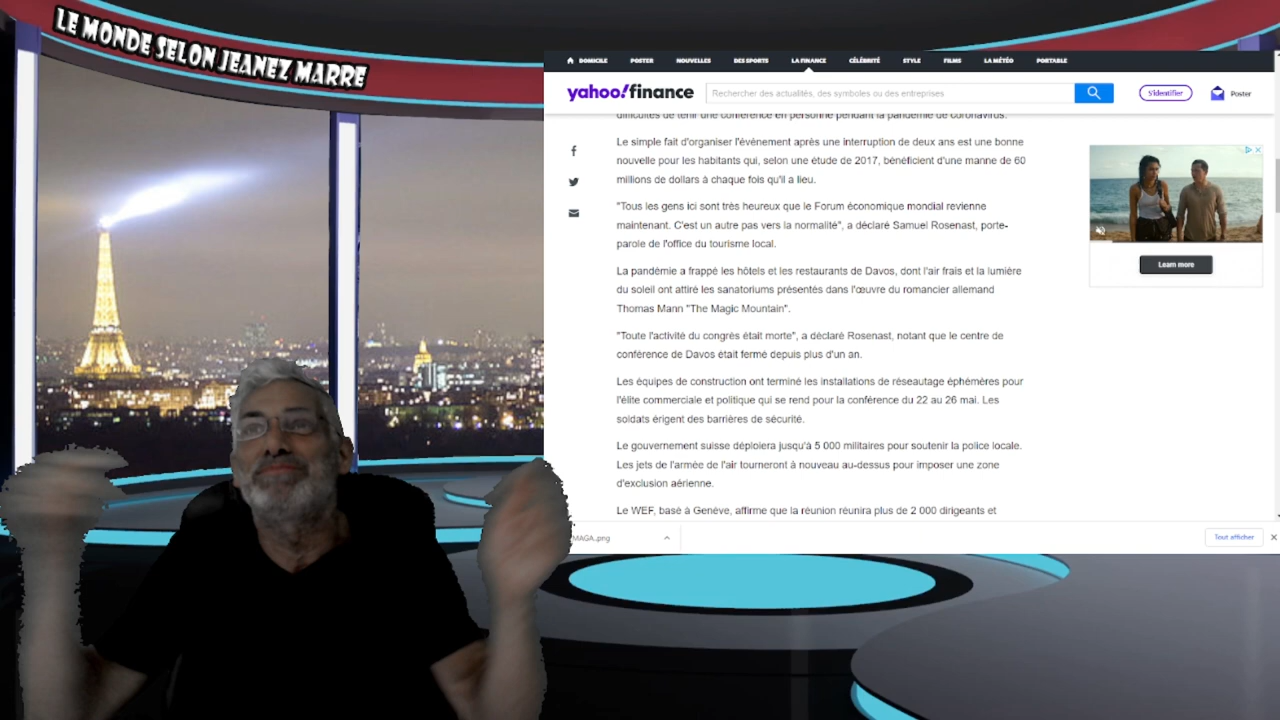 LE MONDE SELON JEANEZ MARRE
DOMICILE POSTER NOUVELLES DES SPORTS LA FINANCE CÉLÉBRITÉ STYLE FILMS LA MÉTÉO PORTABLE
yahoo!finance
Rechercher des actualités, des symboles ou des entreprises
S'identifier
Poster
difficultés de tenir une conférence en personne pendant la pandémie de coronavirus.
Le simple fait d'organiser l'événement après une interruption de deux ans est une bonne
nouvelle pour les habitants qui, selon une étude de 2017, bénéficient d'une manne de 60
millions de dollars à chaque fois qu'il a lieu.
"Tous les gens ici sont très heureux que le Forum économique mondial revienne
maintenant. C'est un autre pas vers la normalité", a déclaré Samuel Rosenast, porte-
parole de l'office du tourisme local.
La pandémie a frappé les hôtels et les restaurants de Davos, dont l'air frais et la lumière
du soleil ont attiré les sanatoriums présentés dans l'œuvre du romancier allemand
Thomas Mann "The Magic Mountain".
"Toute l'activité du congrès était morte", a déclaré Rosenast, notant que le centre de
conférence de Davos était fermé depuis plus d'un an.
Les équipes de construction ont terminé les installations de réseautage éphémères pour
l'élite commerciale et politique qui se rend pour la conférence du 22 au 26 mai. Les
soldats érigent des barrières de sécurité.
Le gouvernement suisse déploiera jusqu'à 5 000 militaires pour soutenir la police locale.
Les jets de l'armée de l'air tourneront à nouveau au-dessus pour imposer une zone
d'exclusion aérienne.
Le WEF, basé à Genève, affirme que la réunion réunira plus de 2 000 dirigeants et
Learn more
MAGA.png
Tout afficher